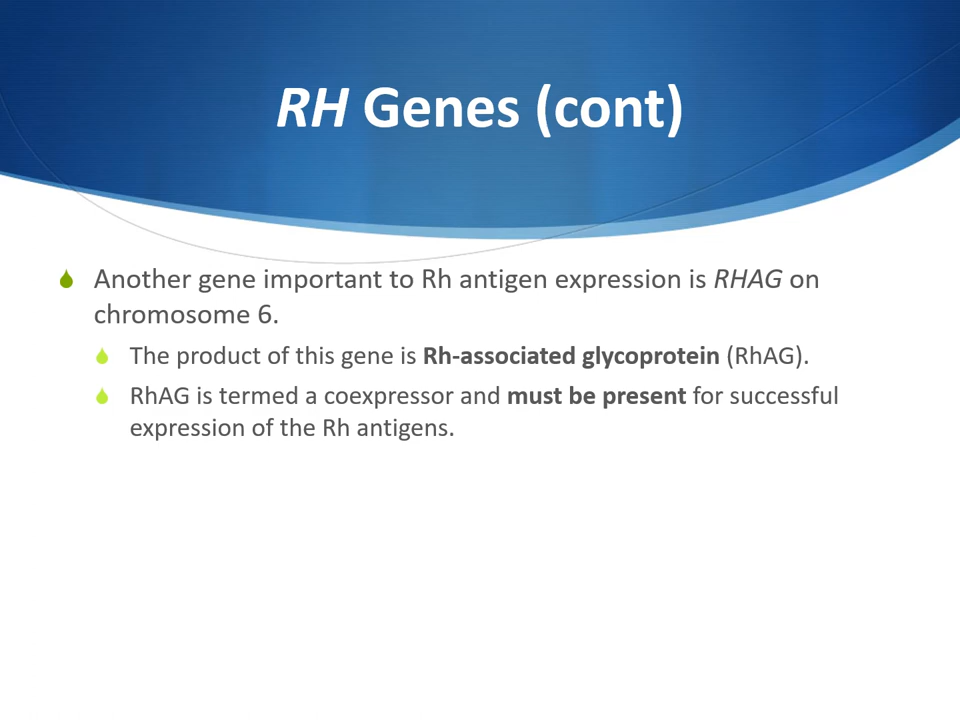 RH Genes (cont)
Another gene important to Rh antigen expression is RHAG on
chromosome 6.
The product of this gene is Rh-associated glycoprotein (RhAG).
RhAG is termed a coexpressor and must be present for successful
expression of the Rh antigens.